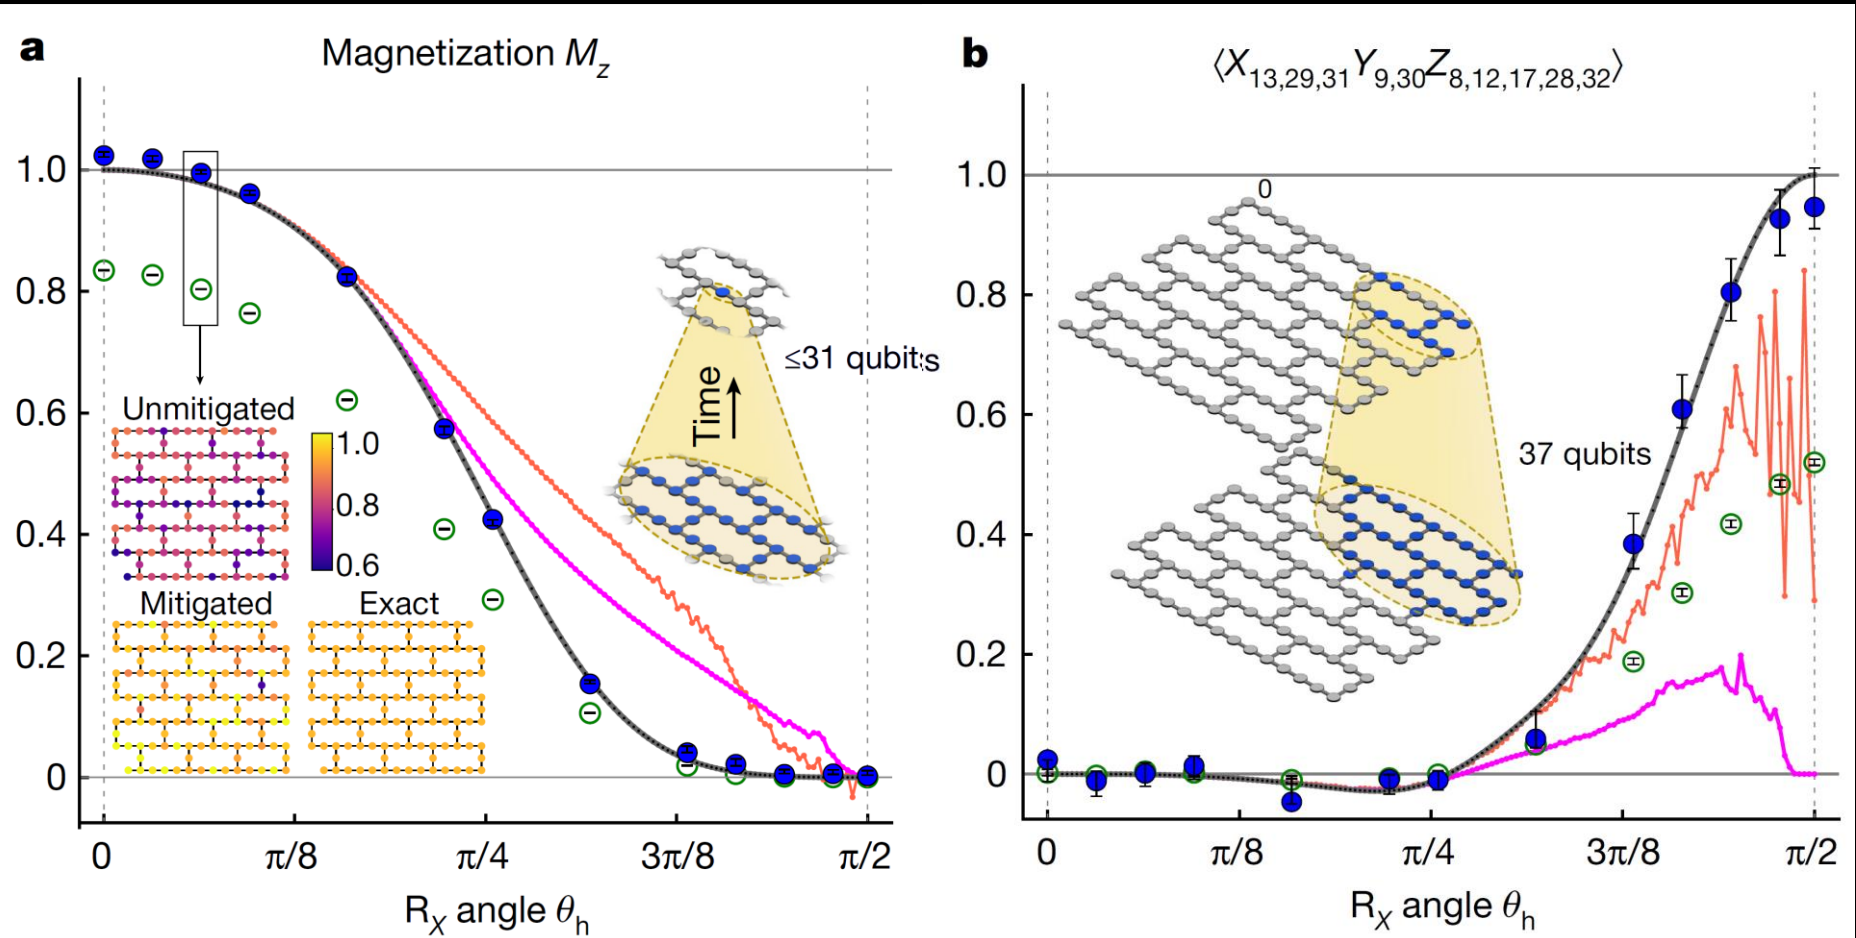 a
Magnetization M_z
1.0
0.8
0.6
0.4
0.2
0
0
π/8
π/4
3π/8
π/2
R_X angle θ_h
Unmitigated
1.0
0.8
0.6
Mitigated
Exact
Time
≤31 qubits
b
⟨X_13,29,31 Y_9,30 Z_8,12,17,28,32⟩
1.0
0.8
0.6
0.4
0.2
0
0
37 qubits
0
π/8
π/4
3π/8
π/2
R_X angle θ_h